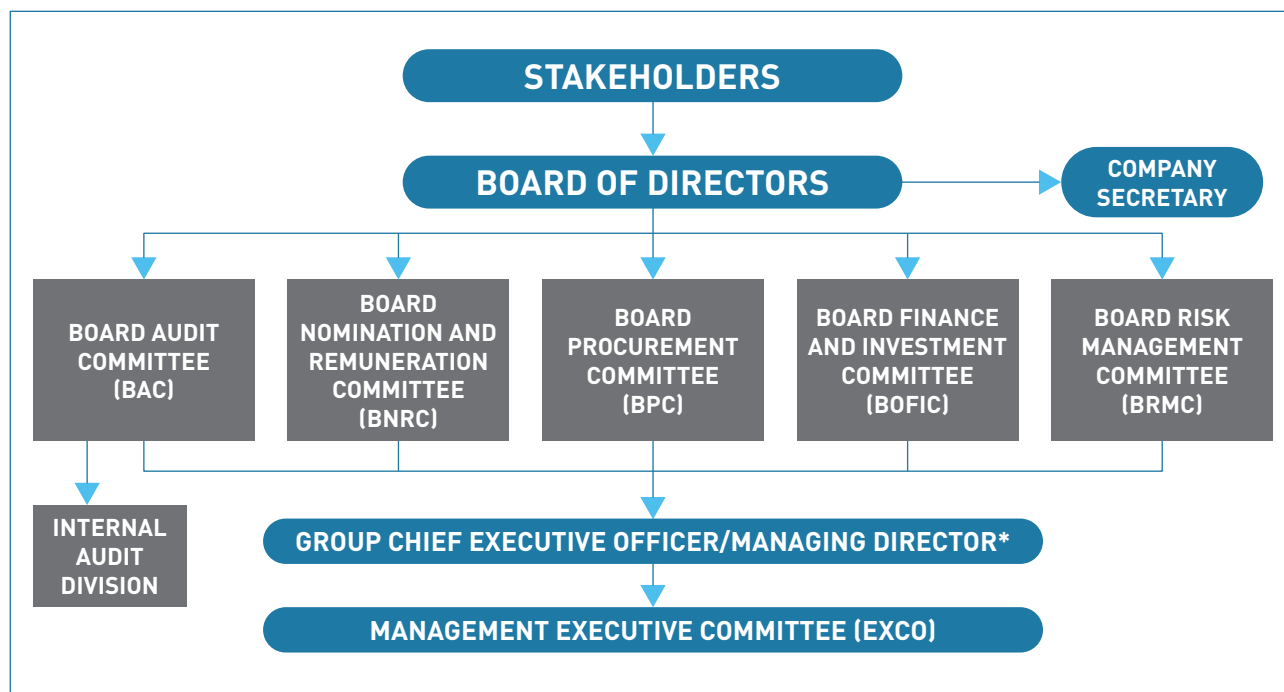 STAKEHOLDERS
BOARD OF DIRECTORS
COMPANY
SECRETARY
BOARD AUDIT
COMMITTEE
(BAC)
BOARD
NOMINATION AND
REMUNERATION
COMMITTEE
(BNRC)
BOARD
PROCUREMENT
COMMITTEE
(BPC)
BOARD FINANCE
AND INVESTMENT
COMMITTEE
(BOFIC)
BOARD RISK
MANAGEMENT
COMMITTEE
(BRMC)
INTERNAL
AUDIT
DIVISION
GROUP CHIEF EXECUTIVE OFFICER/MANAGING DIRECTOR*
MANAGEMENT EXECUTIVE COMMITTEE (EXCO)